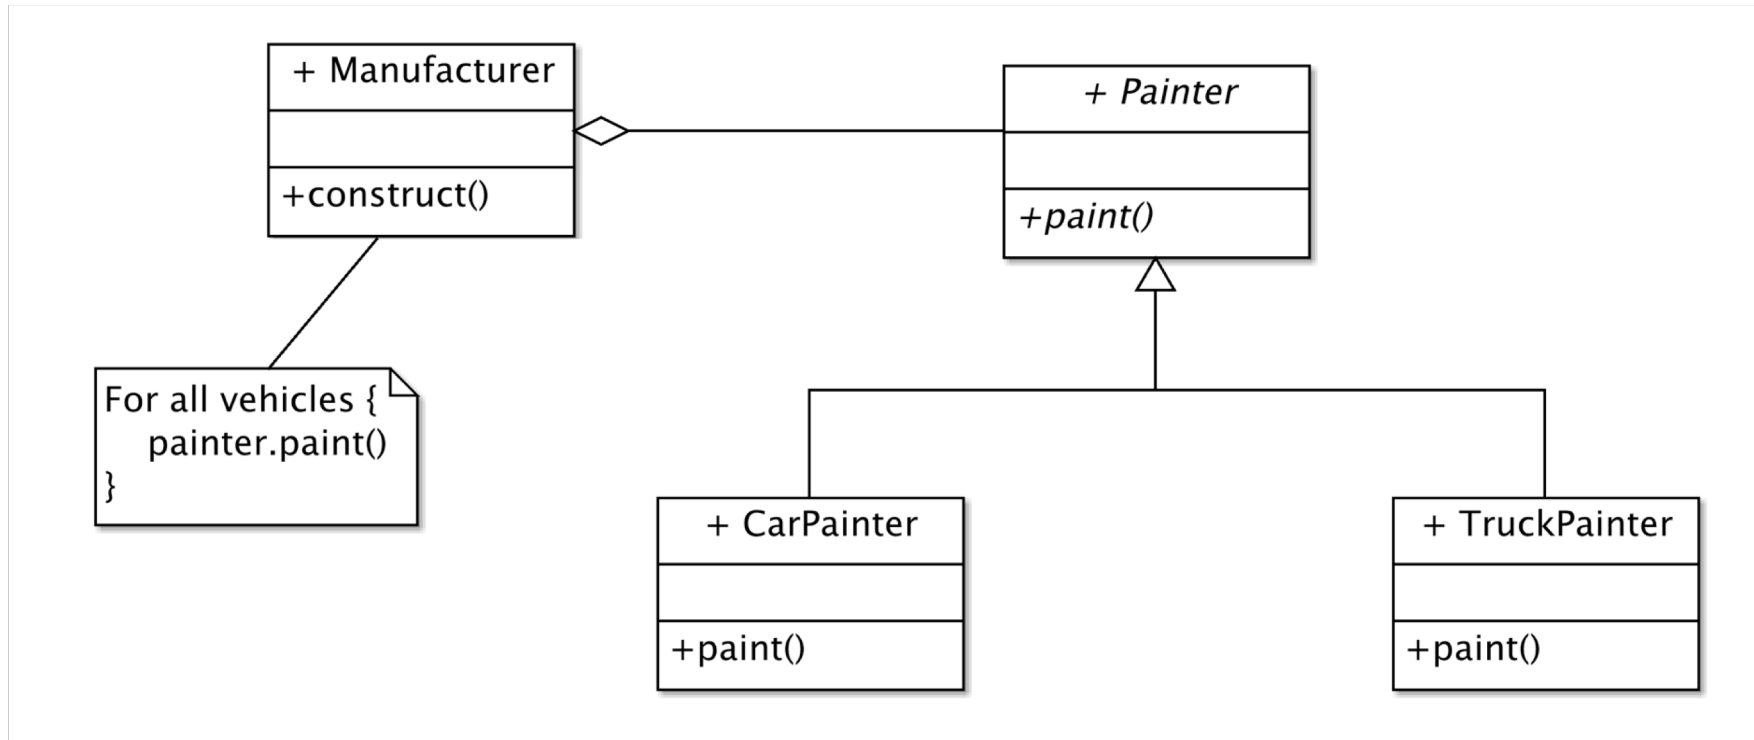 + Manufacturer
+construct()
+ Painter
+paint()
For all vehicles {
painter.paint()
}
+ CarPainter
+paint()
+ TruckPainter
+paint()